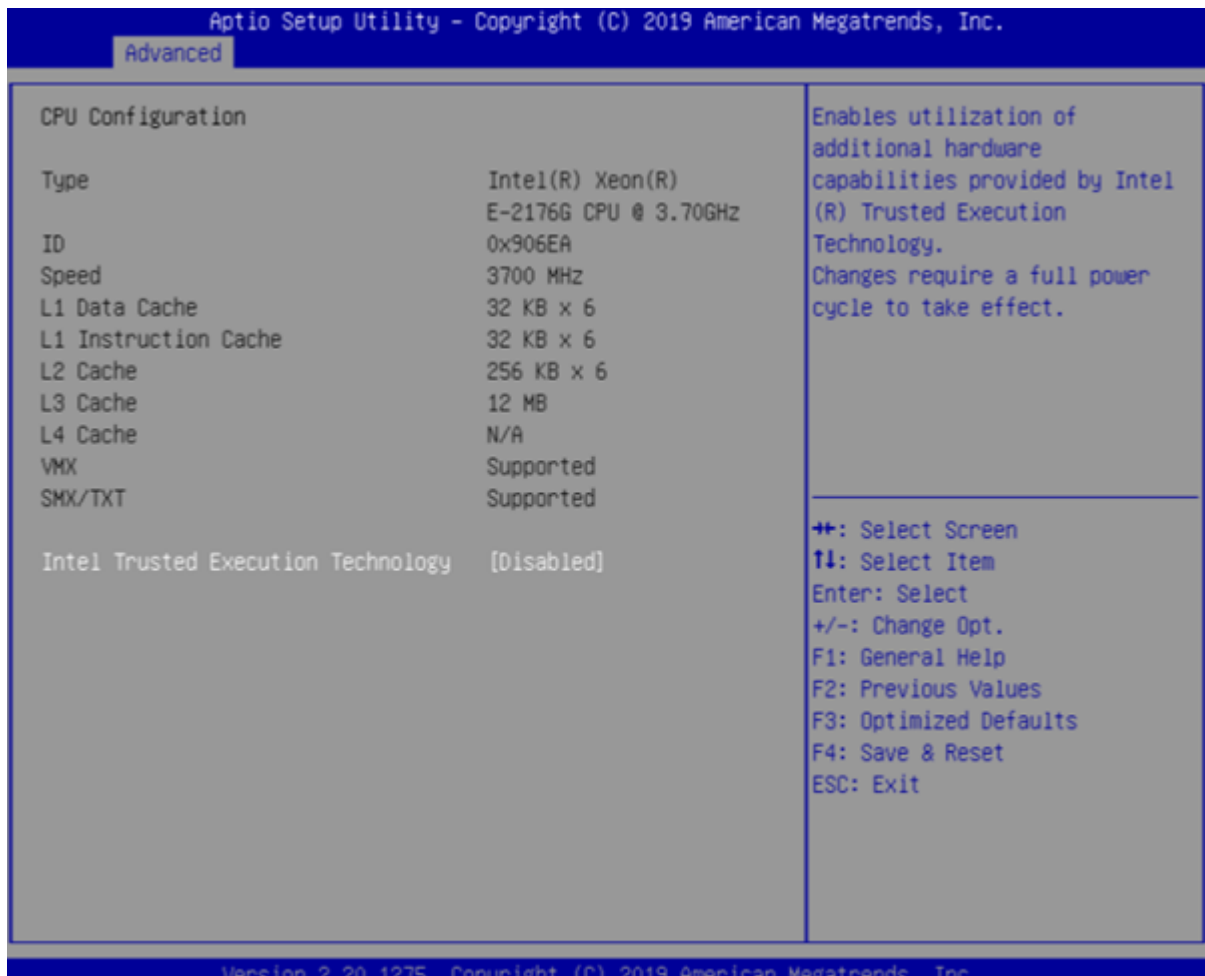 Aptio Setup Utility – Copyright (C) 2019 American Megatrends, Inc.
Advanced
CPU Configuration
Type Intel(R) Xeon(R)
E-2176G CPU @ 3.70GHz
ID 0x906EA
Speed 3700 MHz
L1 Data Cache 32 KB x 6
L1 Instruction Cache 32 KB x 6
L2 Cache 256 KB x 6
L3 Cache 12 MB
L4 Cache N/A
VMX Supported
SMX/TXT Supported
Intel Trusted Execution Technology [Disabled]
Enables utilization of
additional hardware
capabilities provided by Intel
(R) Trusted Execution
Technology.
Changes require a full power
cycle to take effect.
→←: Select Screen
↑↓: Select Item
Enter: Select
+/-: Change Opt.
F1: General Help
F2: Previous Values
F3: Optimized Defaults
F4: Save & Reset
ESC: Exit
Version 2.20.1275. Copyright (C) 2019 American Megatrends, Inc.